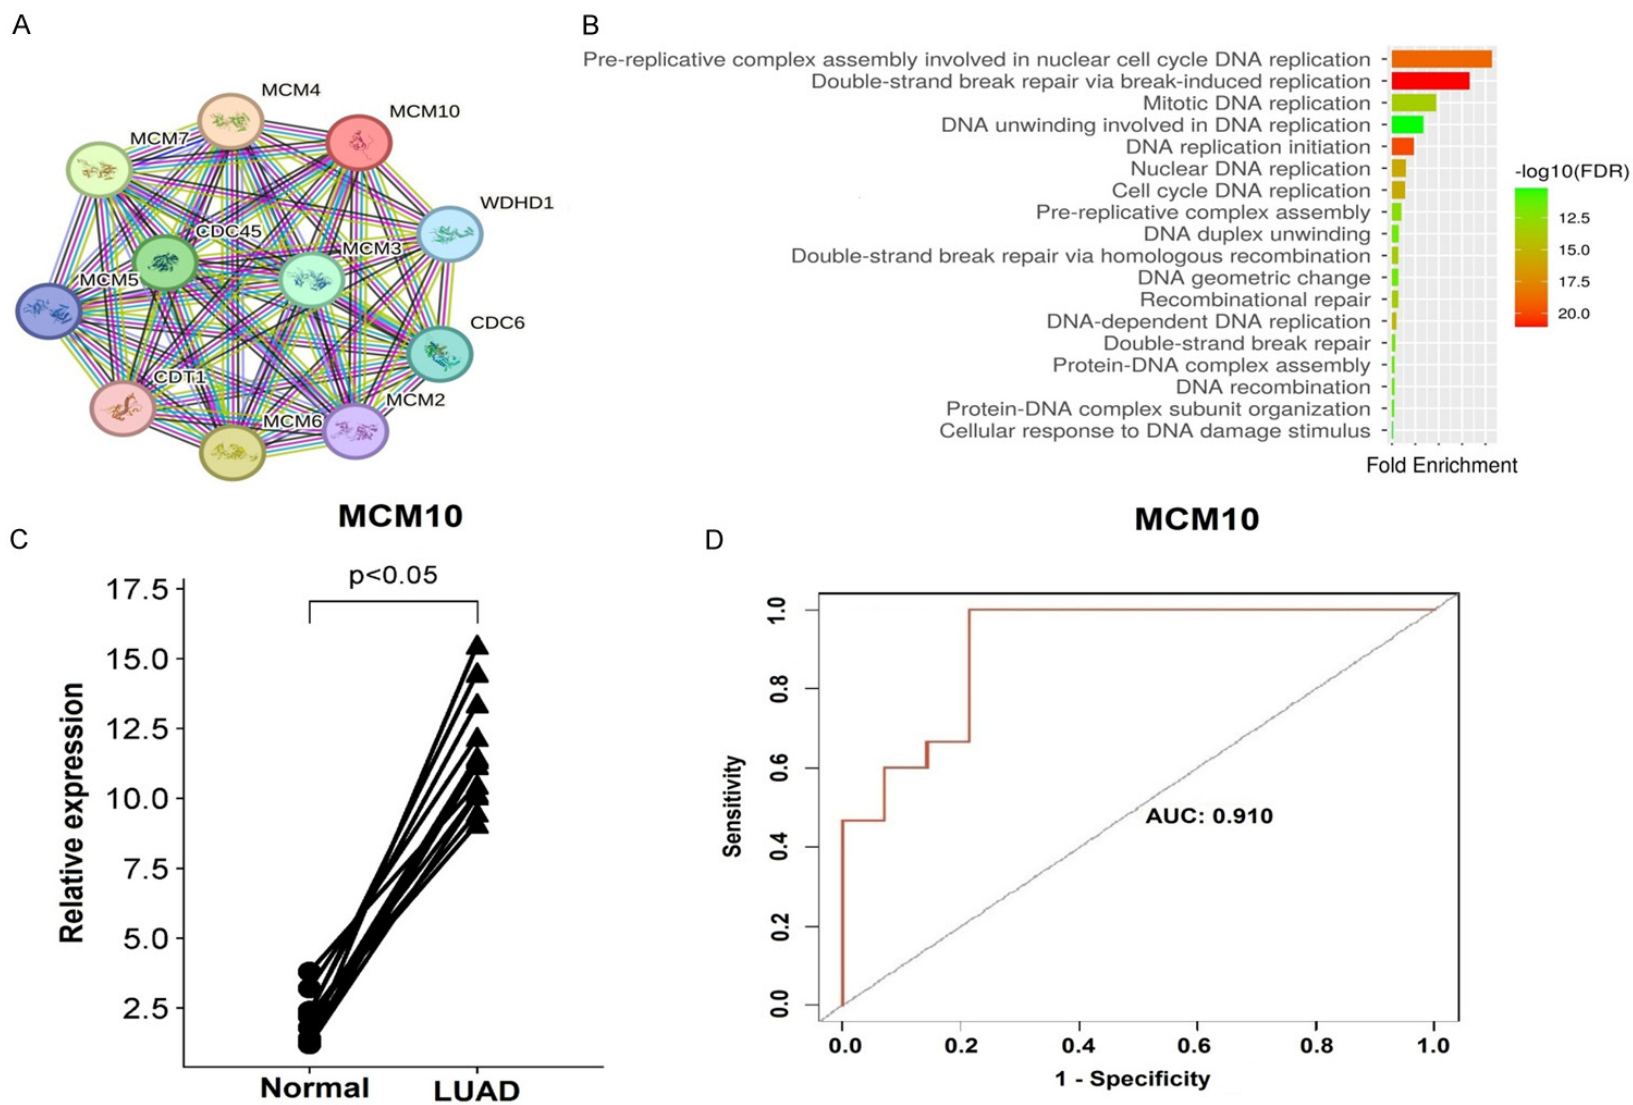 A
MCM4
MCM10
MCM7
WDHD1
CDC45
MCM3
MCM5
CDC6
CDT1
MCM2
MCM6
B
Pre-replicative complex assembly involved in nuclear cell cycle DNA replication
Double-strand break repair via break-induced replication
Mitotic DNA replication
DNA unwinding involved in DNA replication
DNA replication initiation
Nuclear DNA replication
Cell cycle DNA replication
Pre-replicative complex assembly
DNA duplex unwinding
Double-strand break repair via homologous recombination
DNA geometric change
Recombinational repair
DNA-dependent DNA replication
Double-strand break repair
Protein-DNA complex assembly
DNA recombination
Protein-DNA complex subunit organization
Cellular response to DNA damage stimulus
Fold Enrichment
-log10(FDR)
12.5
15.0
17.5
20.0
C
MCM10
p<0.05
17.5
15.0
12.5
10.0
7.5
5.0
2.5
Relative expression
Normal
LUAD
D
MCM10
1.0
0.8
0.6
0.4
0.2
0.0
Sensitivity
AUC: 0.910
0.0
0.2
0.4
0.6
0.8
1.0
1 - Specificity